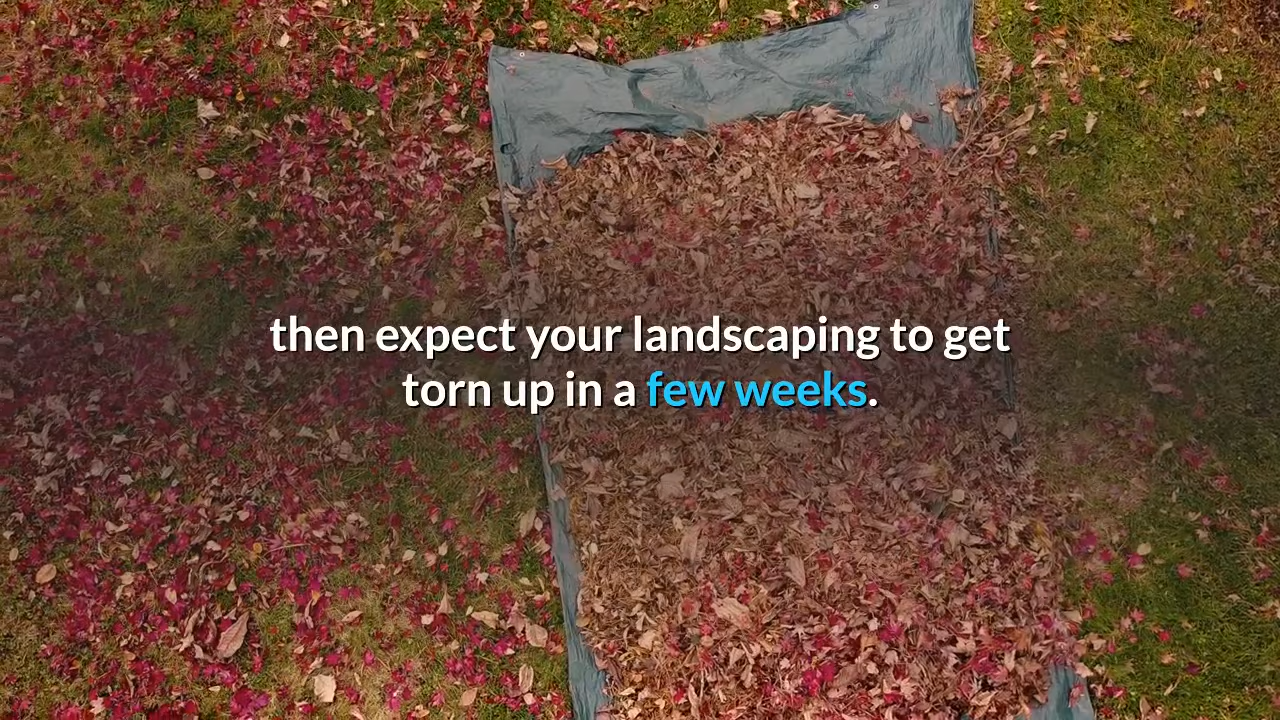 then expect your landscaping to get
torn up in a few weeks.